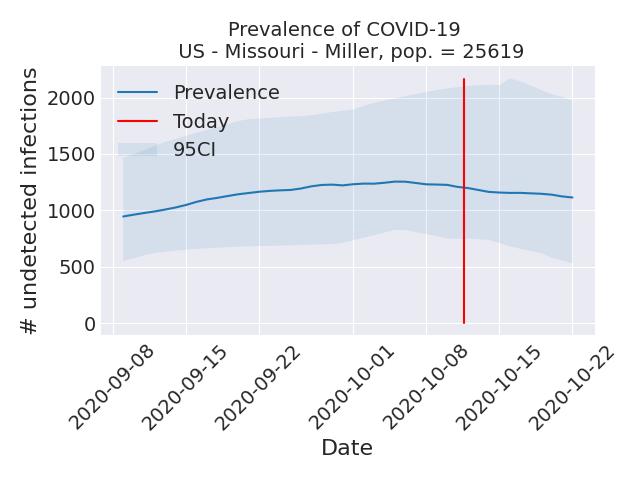 Prevalence of COVID-19
US - Missouri - Miller, pop. = 25619
# undetected infections
2000
1500
1000
500
0
Prevalence
Today
95CI
2020-09-08
2020-09-15
2020-09-22
2020-10-01
2020-10-08
2020-10-15
2020-10-22
Date